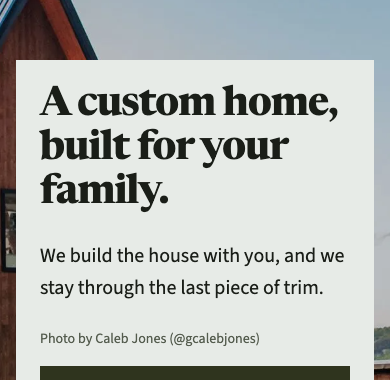 A custom home,
built for your
family.
We build the house with you, and we
stay through the last piece of trim.
Photo by Caleb Jones (@gcalebjones)